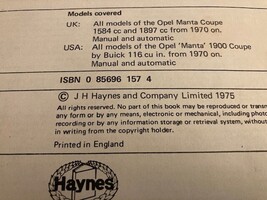 Models covered
UK: All models of the Opel Manta Coupe
1584 cc and 1897 cc from 1970 on.
Manual and automatic
USA: All models of the Opel 'Manta' 1900 Coupe
by Buick 116 cu in. from 1970 on.
Manual and automatic
ISBN 0 85696 157 4
© J H Haynes and Company Limited 1975
All rights reserved. No part of this book may be reproduced or transm
any form or by any means, electronic or mechanical, including photo
recording or by any information storage or retrieval system, without
in writing from the copyright holder.
Printed in England
Haynes